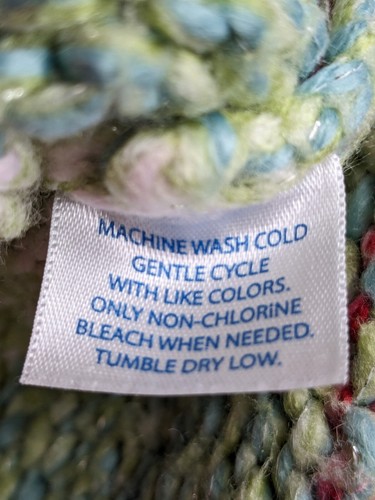 MACHINE WASH COLD
GENTLE CYCLE
WITH LIKE COLORS.
ONLY NON-CHLORiNE
BLEACH WHEN NEEDED.
TUMBLE DRY LOW.